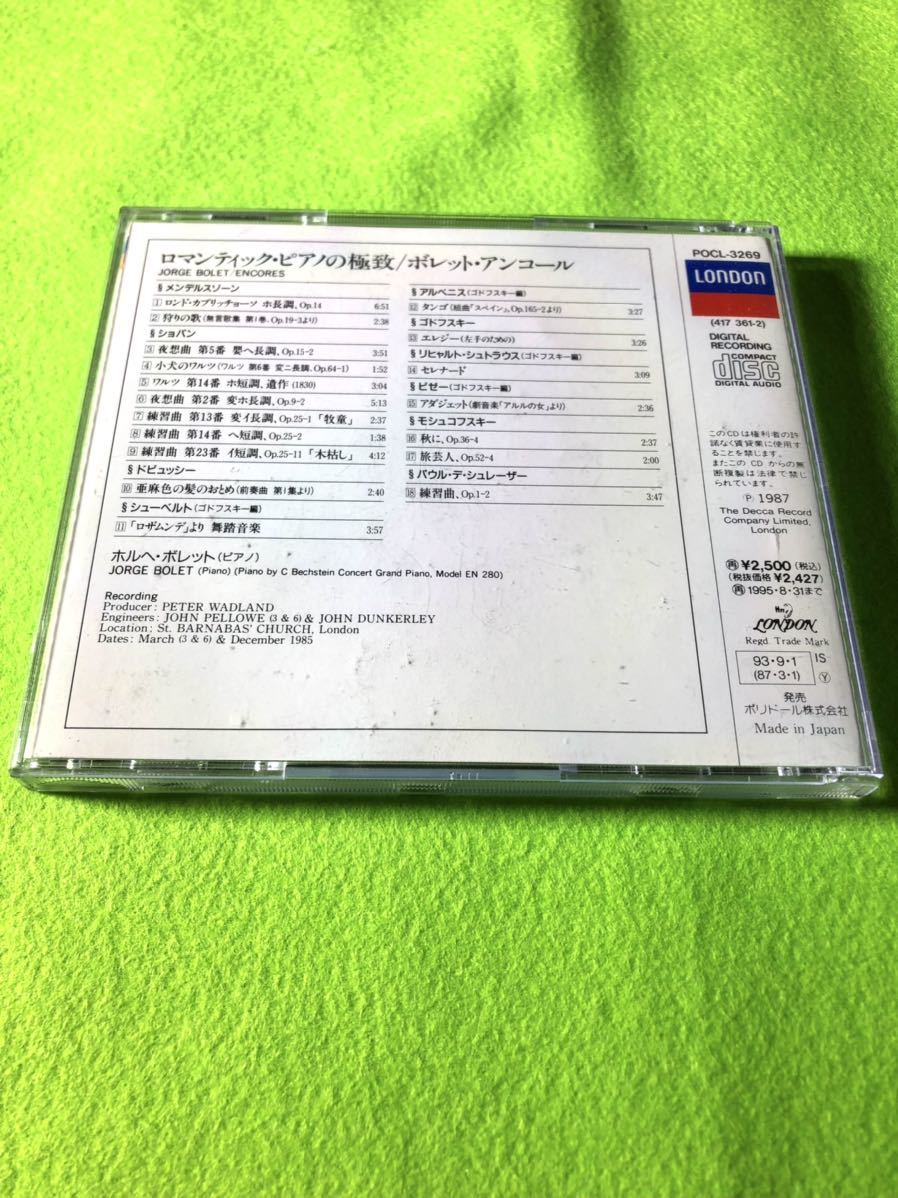 ロマンティック・ピアノの極致/ボレット・アンコール
JORGE BOLET/ENCORES
§メンデルスゾーン
1 ロンド・カプリッチョーソ ホ長調、Op.14 6:51
2 狩りの歌(無言歌集 第1巻、Op.19-3より) 2:38
§ショパン
3 夜想曲 第5番 嬰ヘ長調、Op.15-2 3:51
4 小犬のワルツ(ワルツ 第6番 変ニ長調、Op.64-1) 1:52
5 ワルツ 第14番 ホ短調、遺作(1830) 3:04
6 夜想曲 第2番 変ホ長調、Op.9-2 5:13
7 練習曲 第13番 変イ長調、Op.25-1「牧童」 2:37
8 練習曲 第14番 ヘ短調、Op.25-2 1:38
9 練習曲 第23番 イ短調、Op.25-11「木枯し」 4:12
§ドビュッシー
10 亜麻色の髪のおとめ(前奏曲 第1集より) 2:40
§シューベルト(ゴドフスキー編)
11 「ロザムンデ」より 舞踏音楽 3:57
§アルベニス(ゴドフスキー編)
12 タンゴ(組曲「スペイン」、Op.165-2より) 3:27
§ゴドフスキー
13 エレジー(左手のための) 3:26
§リヒャルト・シュトラウス(ゴドフスキー編)
14 セレナード 3:09
§ビゼー(ゴドフスキー編)
15 アダジェット(劇音楽「アルルの女」より) 2:36
§モシュコフスキー
16 秋に、Op.36-4 2:37
17 旅芸人、Op.52-4 2:00
§パウル・デ・シュレーザー
18 練習曲、Op.1-2 3:47
ホルヘ・ボレット(ピアノ)
JORGE BOLET (Piano) (Piano by C Bechstein Concert Grand Piano, Model EN 280)
Recording
Producer: PETER WADLAND
Engineers: JOHN PELLOWE (3 & 6) & JOHN DUNKERLEY
Location: St. BARNABAS' CHURCH, London
Dates: March (3 & 6) & December 1985
POCL-3269
LONDON
(417 361-2)
DIGITAL
RECORDING
COMPACT
disc
DIGITAL AUDIO
このCDは権利者の許
諾なく賃貸業に使用す
ることを禁じます。
またこの CD からの無
断複製は法律で禁じ
られています。
Ⓟ 1987
The Decca Record
Company Limited,
London
再 ¥2,500(税込)
(税抜価格 ¥2,427)
再 1995・8・31まで
LONDON
Regd. Trade Mark
93・9・1 IS
(87・3・1) Y
発売
ポリドール株式会社
Made in Japan